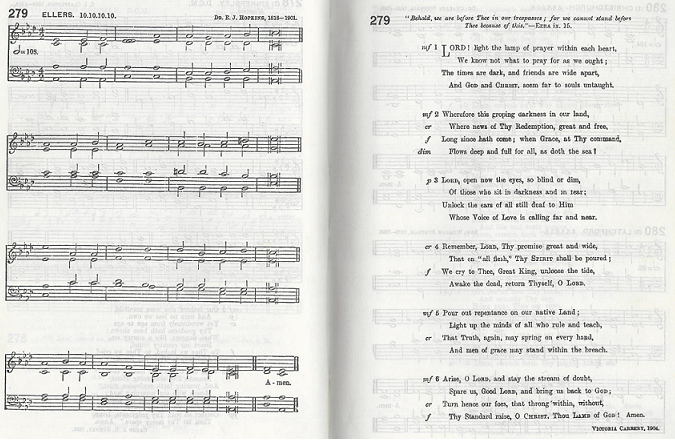 279 ELLERS. 10.10.10.10. DR. E. J. HOPKINS, 1818—1901.
=108.
A - men.
279 "Behold, we are before Thee in our trespasses; for we cannot stand before
Thee because of this."—EZRA ix. 15.
mf 1 LORD! light the lamp of prayer within each heart,
We know not what to pray for as we ought;
The times are dark, and friends are wide apart,
And GOD and CHRIST, seem far to souls untaught.
mf 2 Wherefore this groping darkness in our land,
cr Where news of Thy Redemption, great and free,
f Long since hath come; when Grace, at Thy command,
dim Flows deep and full for all, as doth the sea?
p 3 LORD, open now the eyes, so blind or dim,
Of those who sit in darkness and in fear;
Unlock the ears of all still deaf to Him
Whose Voice of Love is calling far and near.
cr 4 Remember, LORD, Thy promise great and wide,
That on "all flesh," Thy SPIRIT shall be poured;
f We cry to Thee, Great King, unloose the tide,
Awake the dead, return Thyself, O LORD.
mf 5 Pour out repentance on our native Land;
Light up the minds of all who rule and teach,
cr That Truth, again, may spring on every hand,
And men of grace may stand within the breach.
mf 6 Arise, O LORD, and stay the stream of doubt,
Spare us, Good Lord, and bring us back to GOD;
cr Turn hence our foes, that throng within, without,
f Thy Standard raise, O CHRIST, Thou LAMB of GOD! Amen.
VICTORIA CARBERY, 1904.